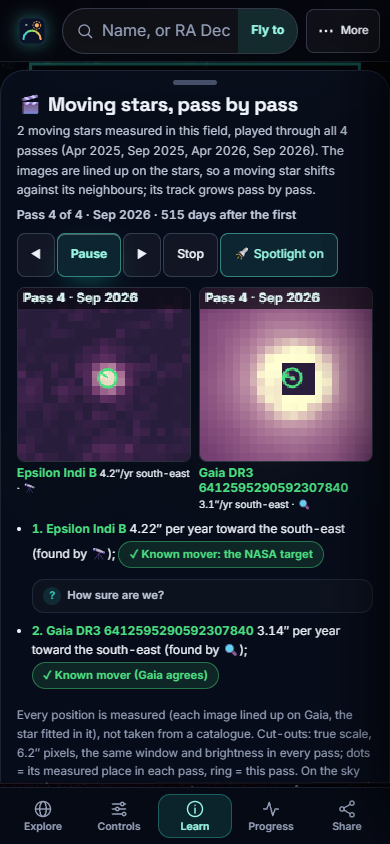 Name, or RA Dec
Fly to
··· More
Moving stars, pass by pass
2 moving stars measured in this field, played through all 4
passes (Apr 2025, Sep 2025, Apr 2026, Sep 2026). The
images are lined up on the stars, so a moving star shifts
against its neighbours; its track grows pass by pass.
Pass 4 of 4 · Sep 2026 · 515 days after the first
◀ Pause ▶ Stop 🚀 Spotlight on
Pass 4 · Sep 2026
Pass 4 · Sep 2026
Epsilon Indi B 4.2″/yr south-east
· 🔭
Gaia DR3
6412595290592307840
3.1″/yr south-east · 🔍
• 1. Epsilon Indi B 4.22″ per year toward the south-east
(found by 🔭); ✓ Known mover: the NASA target
? How sure are we?
• 2. Gaia DR3 6412595290592307840 3.14″ per year
toward the south-east (found by 🔍);
✓ Known mover (Gaia agrees)
Every position is measured (each image lined up on Gaia, the
star fitted in it), not taken from a catalogue. Cut-outs: true scale,
6.2″ pixels, the same window and brightness in every pass; dots
= its measured place in each pass, ring = this pass. On the sky
Explore
Controls
Learn
Progress
Share